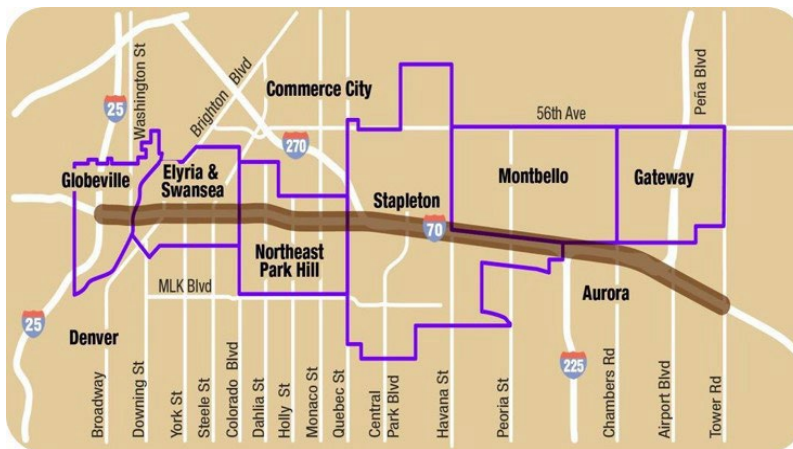 Washington St
Brighton Blvd
Commerce City
Peña Blvd
25
56th Ave
270
Globeville
Elyria &
Swansea
Stapleton
Montbello
Gateway
70
Northeast
Park Hill
MLK Blvd
Aurora
25
Denver
225
Broadway
Downing St
York St
Steele St
Colorado Blvd
Dahlia St
Holly St
Monaco St
Quebec St
Central
Park Blvd
Havana St
Peoria St
Chambers Rd
Airport Blvd
Tower Rd